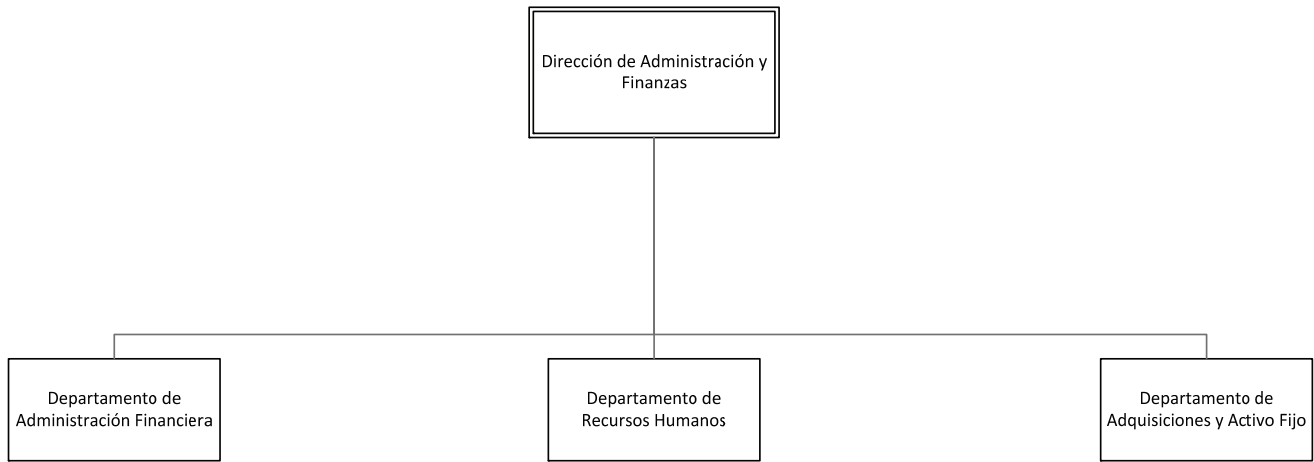 Dirección de Administración y
Finanzas
Departamento de
Administración Financiera
Departamento de
Recursos Humanos
Departamento de
Adquisiciones y Activo Fijo